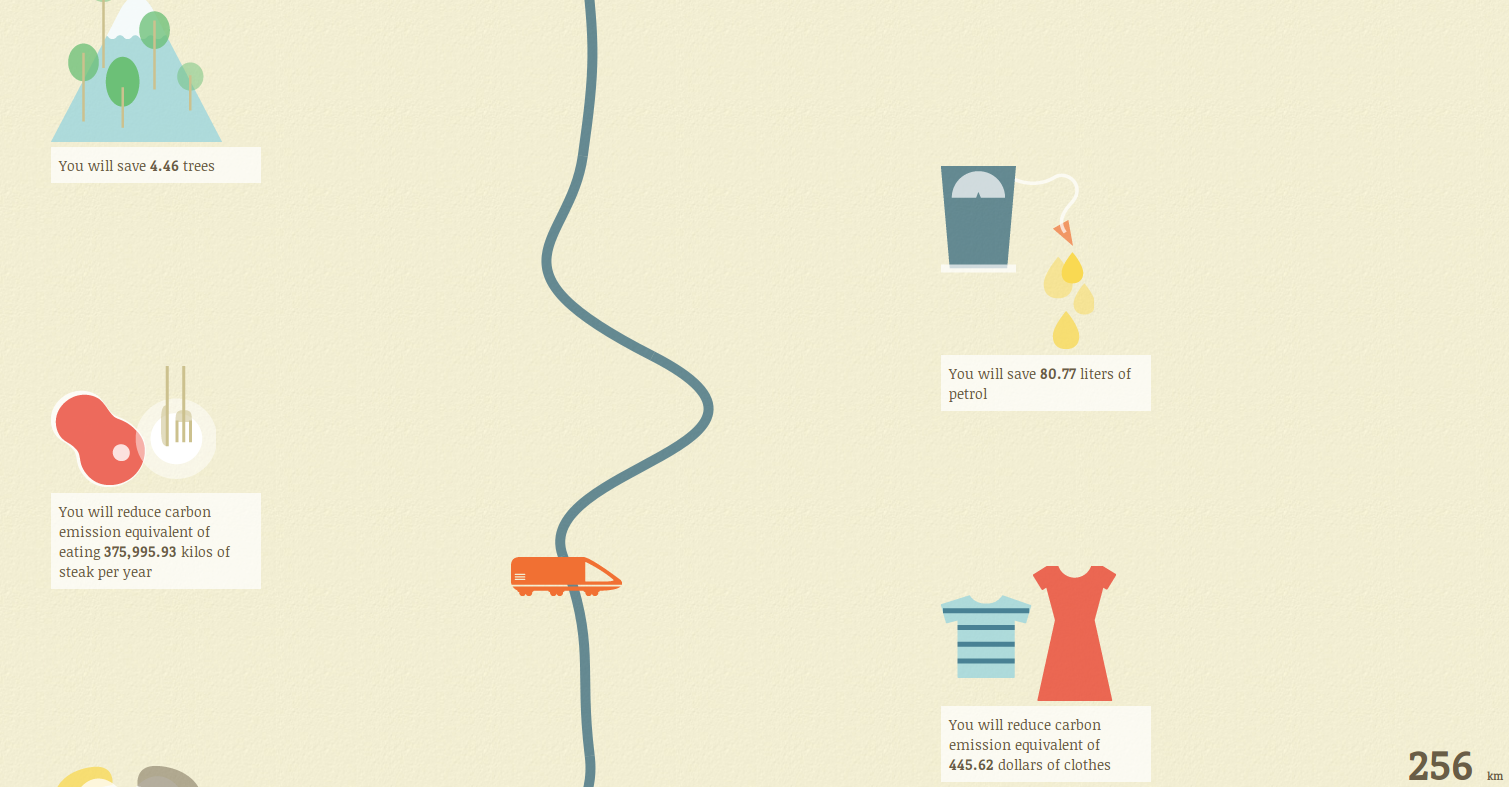 You will save 4.46 trees
You will save 80.77 liters of
petrol
You will reduce carbon
emission equivalent of
eating 375,995.93 kilos of
steak per year
You will reduce carbon
emission equivalent of
445.62 dollars of clothes
256 km